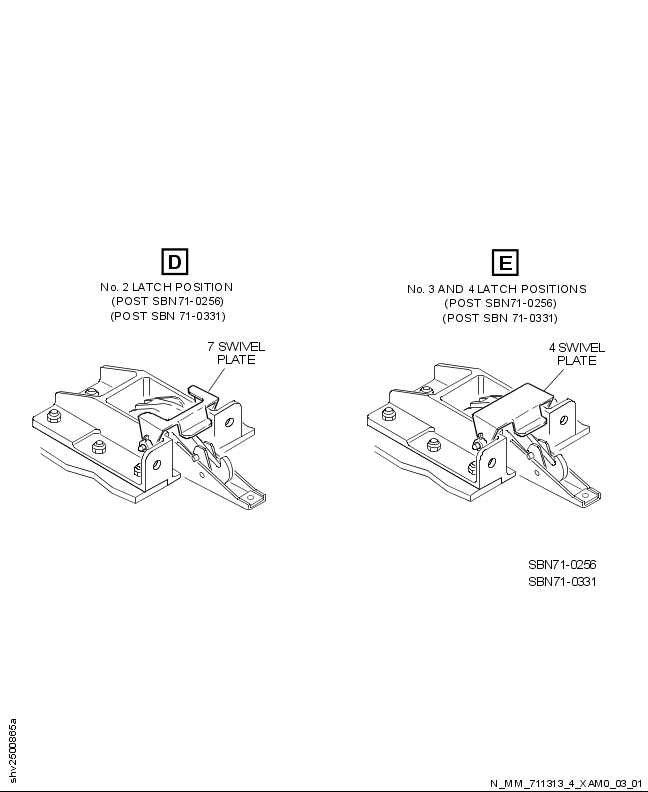 D
No. 2 LATCH POSITION
(POST SBN71-0256)
(POST SBN 71-0331)
7 SWIVEL
PLATE
E
No. 3 AND 4 LATCH POSITIONS
(POST SBN71-0256)
(POST SBN 71-0331)
4 SWIVEL
PLATE
SBN71-0256
SBN71-0331
shv2500865a
N_MM_711313_4_XAM0_03_01